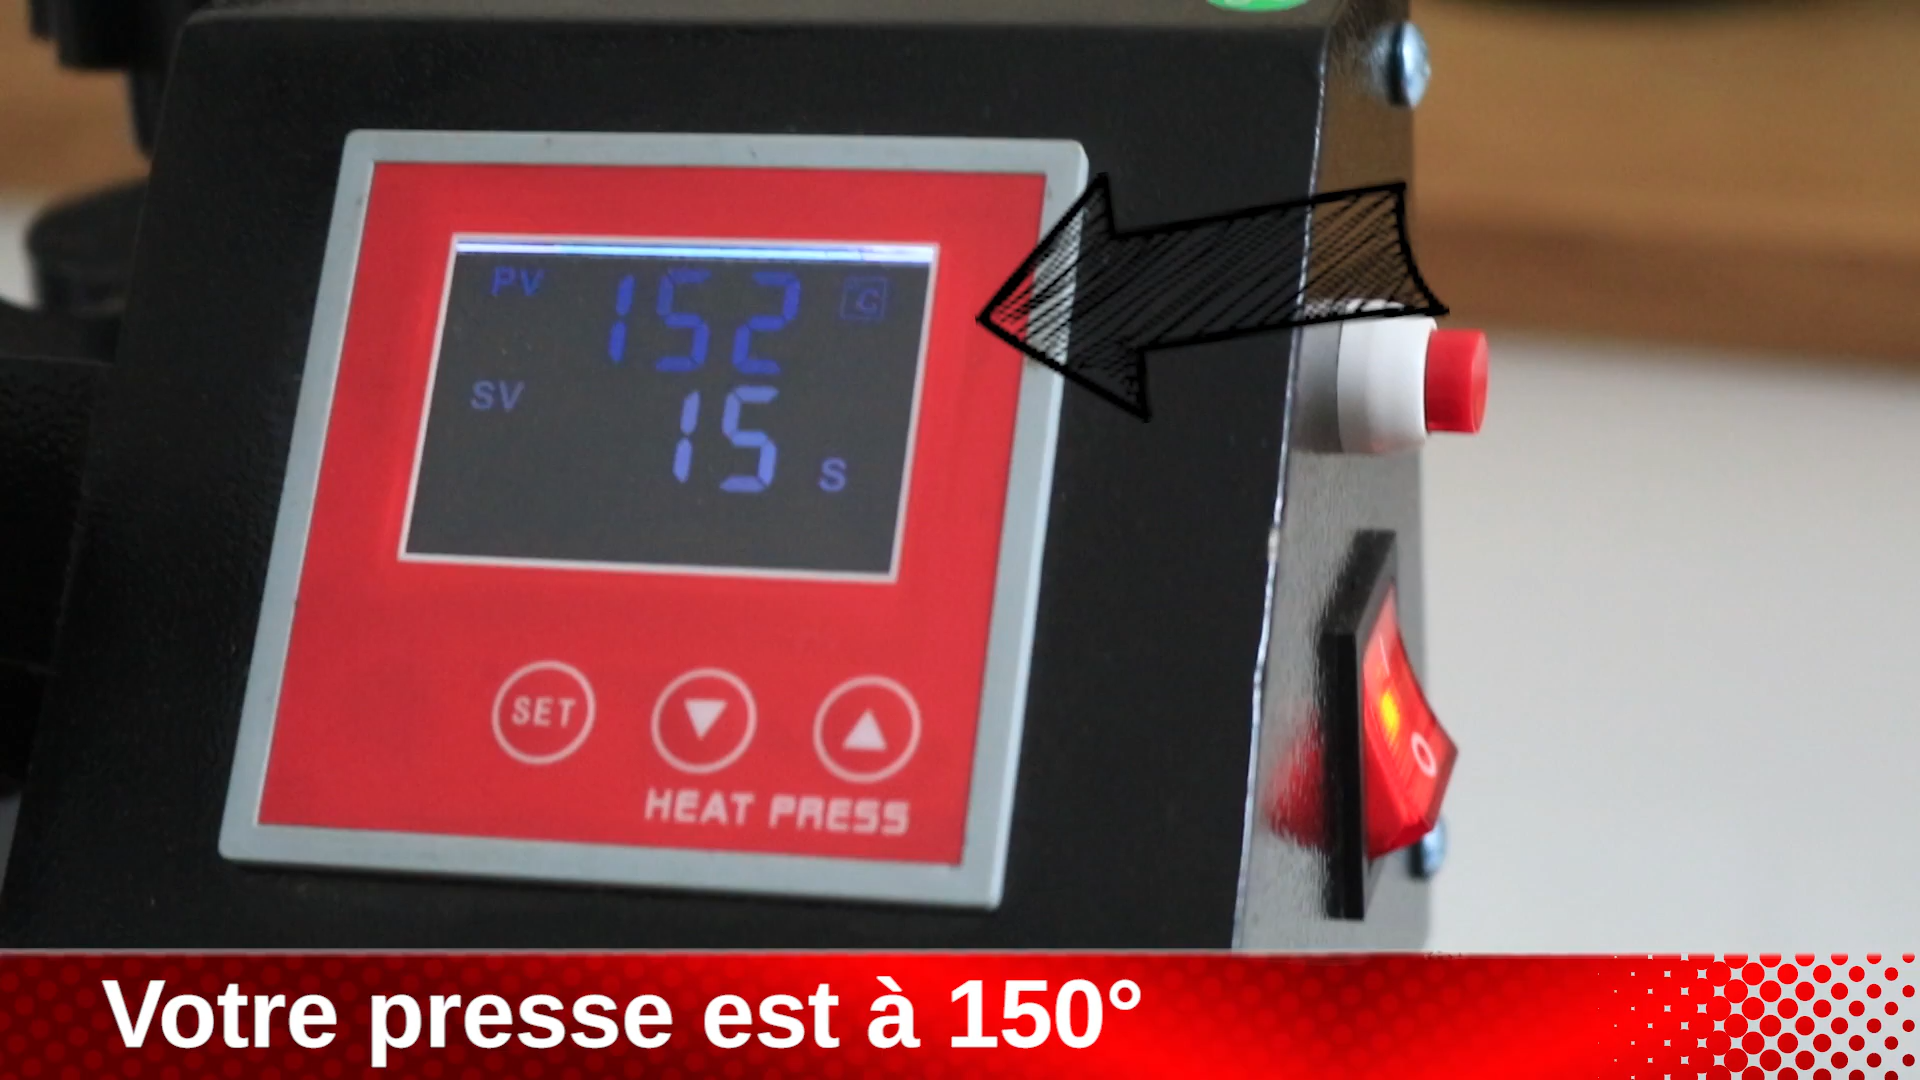 PV 152 °C
SV 15 S
SET
HEAT PRESS
Votre presse est à 150°